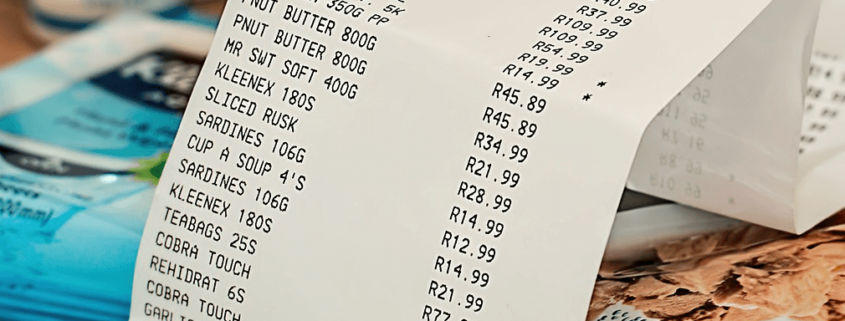 R37.99
R109.99
R109.99
R54.99
5K R19.99 *
350G PP R14.99 *
PNUT BUTTER 800G R45.89
PNUT BUTTER 800G R45.89
MR SWT SOFT 400G R34.99
KLEENEX 180S R21.99
SLICED RUSK R28.99
SARDINES 106G R14.99
CUP A SOUP 4'S R12.99
SARDINES 106G R14.99
KLEENEX 180S R21.99
TEABAGS 25S
COBRA TOUCH
REHIDRAT 6S
COBRA TOUCH